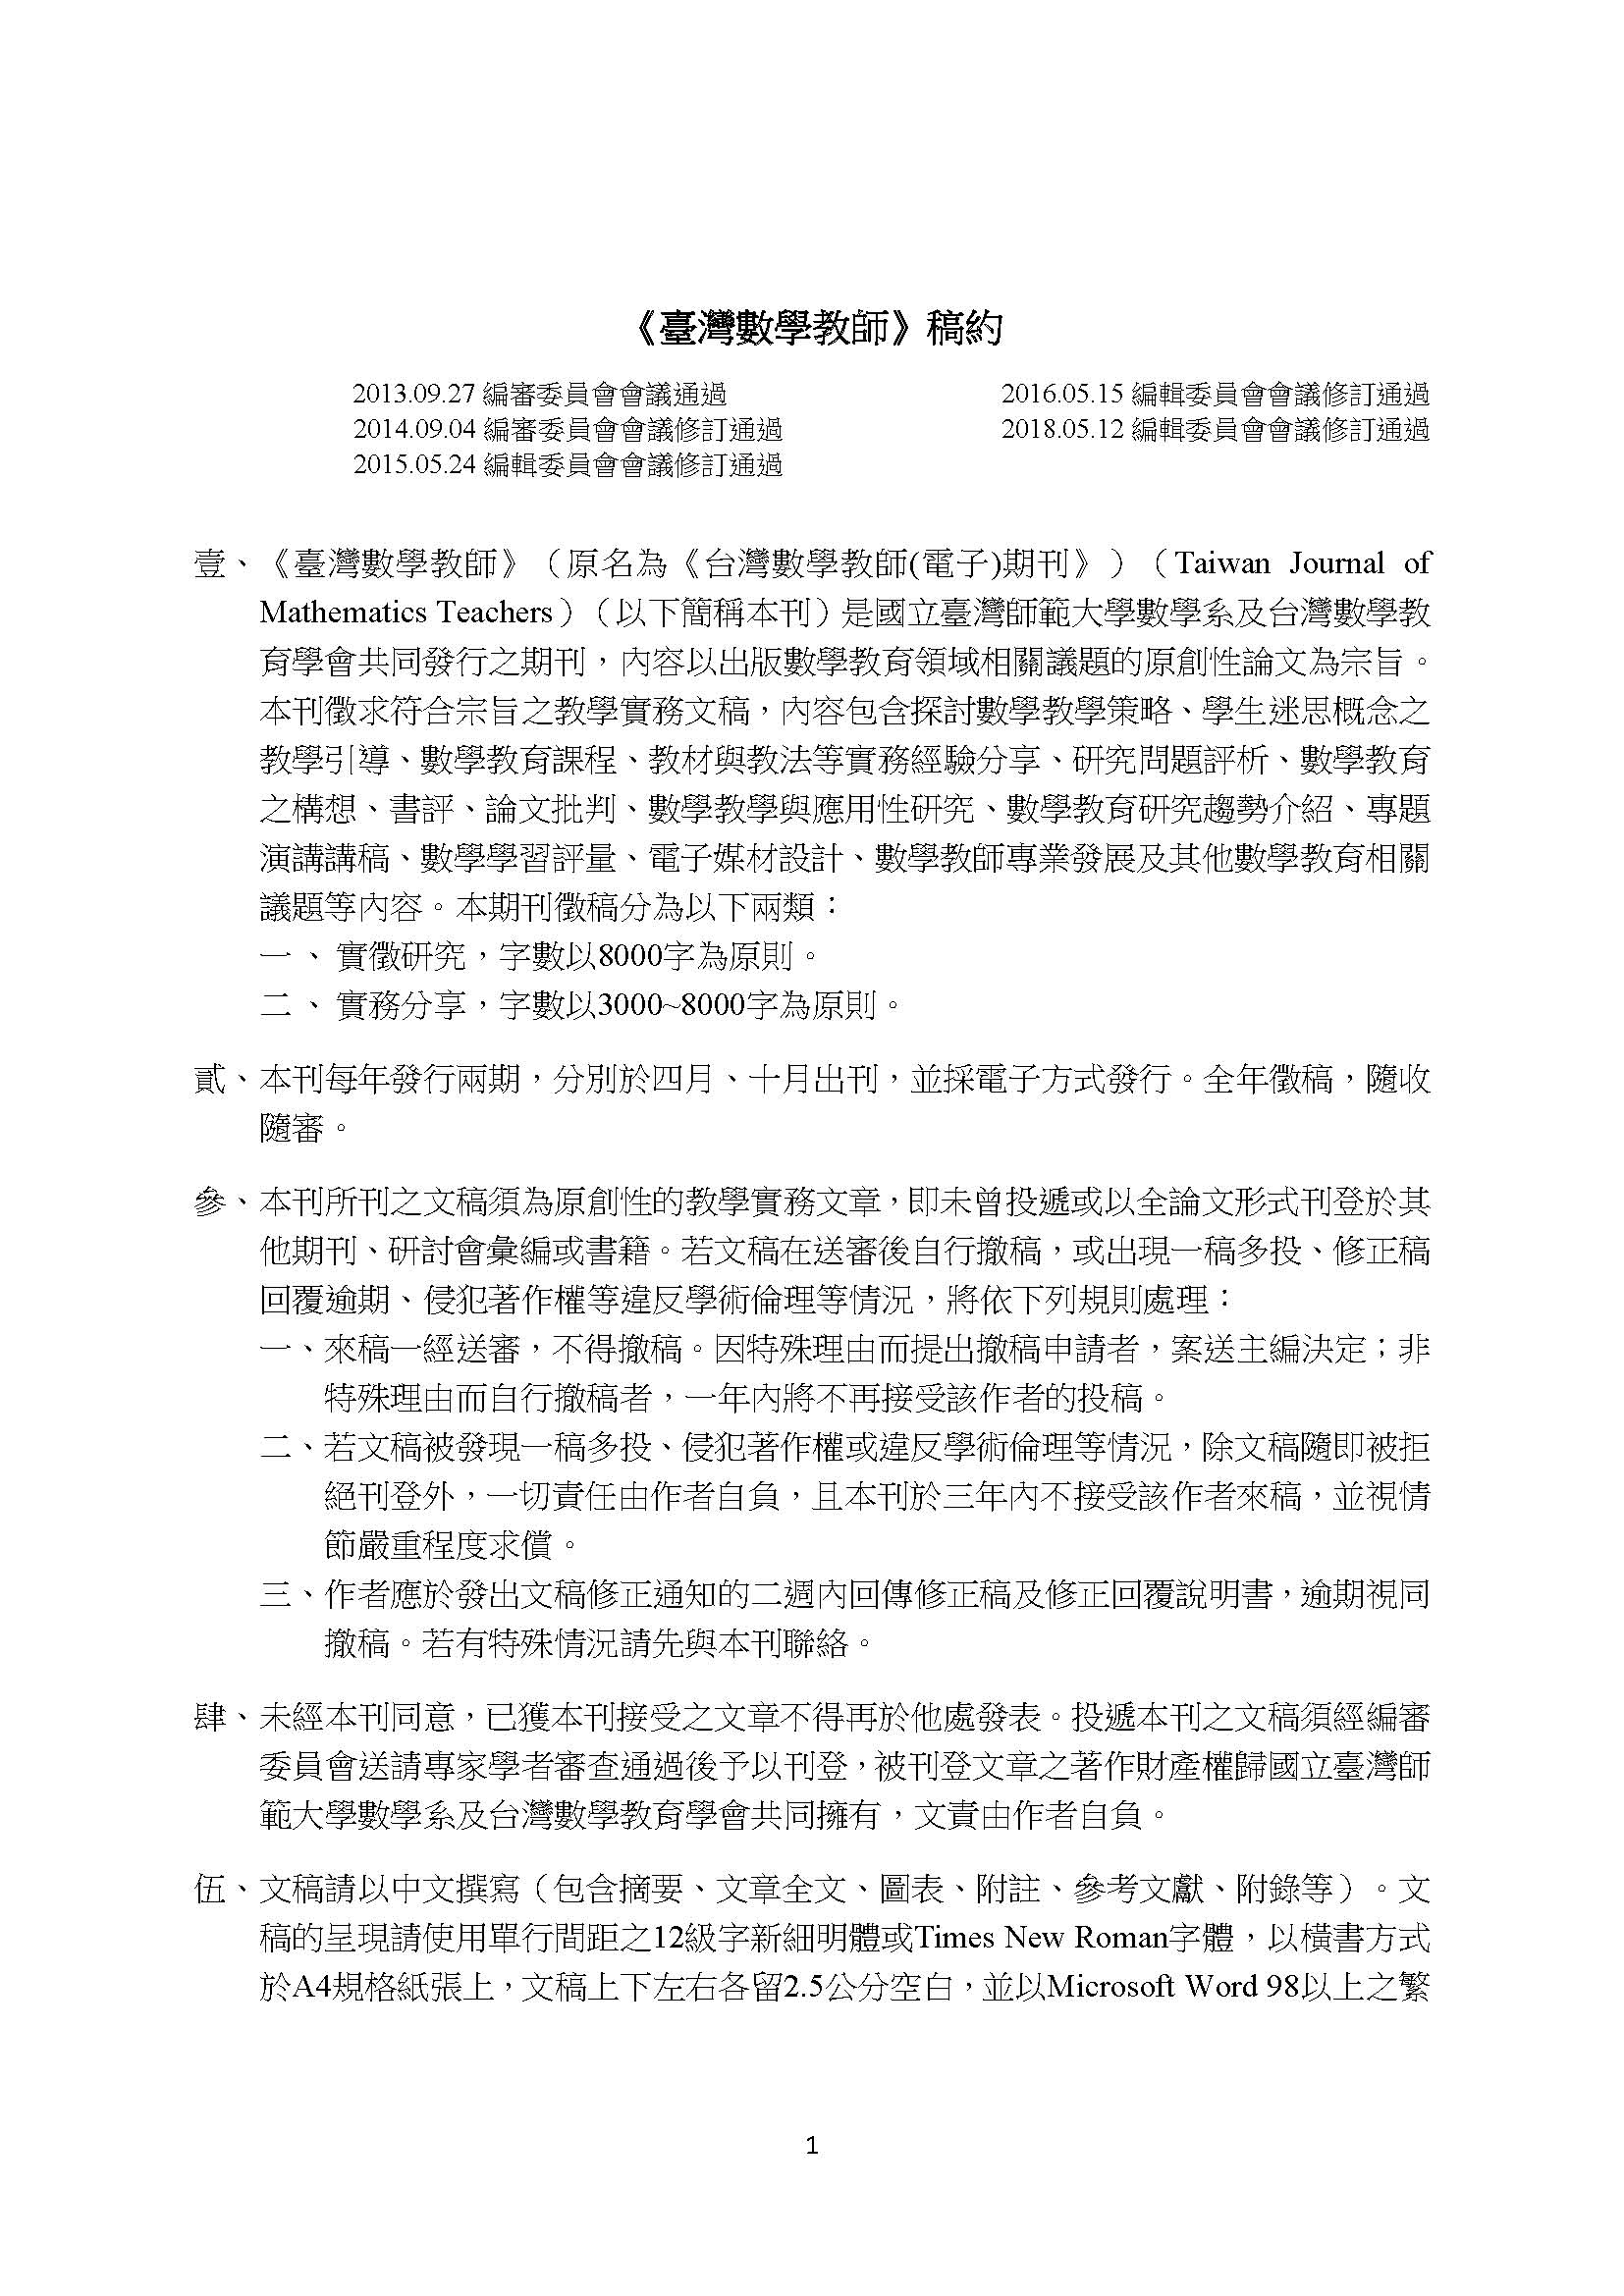 《臺灣數學教師》稿約
2013.09.27 編審委員會會議通過
2014.09.04 編審委員會會議修訂通過
2015.05.24 編輯委員會會議修訂通過
2016.05.15 編輯委員會會議修訂通過
2018.05.12 編輯委員會會議修訂通過
壹、《臺灣數學教師》（原名為《台灣數學教師(電子)期刊》）（Taiwan Journal of
Mathematics Teachers）（以下簡稱本刊）是國立臺灣師範大學數學系及台灣數學教
育學會共同發行之期刊，內容以出版數學教育領域相關議題的原創性論文為宗旨。
本刊徵求符合宗旨之教學實務文稿，內容包含探討數學教學策略、學生迷思概念之
教學引導、數學教育課程、教材與教法等實務經驗分享、研究問題評析、數學教育
之構想、書評、論文批判、數學教學與應用性研究、數學教育研究趨勢介紹、專題
演講講稿、數學學習評量、電子媒材設計、數學教師專業發展及其他數學教育相關
議題等內容。本期刊徵稿分為以下兩類：
一、 實徵研究，字數以8000字為原則。
二、 實務分享，字數以3000~8000字為原則。
貳、本刊每年發行兩期，分別於四月、十月出刊，並採電子方式發行。全年徵稿，隨收
隨審。
參、本刊所刊之文稿須為原創性的教學實務文章，即未曾投遞或以全論文形式刊登於其
他期刊、研討會彙編或書籍。若文稿在送審後自行撤稿，或出現一稿多投、修正稿
回覆逾期、侵犯著作權等違反學術倫理等情況，將依下列規則處理：
一、來稿一經送審，不得撤稿。因特殊理由而提出撤稿申請者，案送主編決定；非
特殊理由而自行撤稿者，一年內將不再接受該作者的投稿。
二、若文稿被發現一稿多投、侵犯著作權或違反學術倫理等情況，除文稿隨即被拒
絕刊登外，一切責任由作者自負，且本刊於三年內不接受該作者來稿，並視情
節嚴重程度求償。
三、作者應於發出文稿修正通知的二週內回傳修正稿及修正回覆說明書，逾期視同
撤稿。若有特殊情況請先與本刊聯絡。
肆、未經本刊同意，已獲本刊接受之文章不得再於他處發表。投遞本刊之文稿須經編審
委員會送請專家學者審查通過後予以刊登，被刊登文章之著作財產權歸國立臺灣師
範大學數學系及台灣數學教育學會共同擁有，文責由作者自負。
伍、文稿請以中文撰寫（包含摘要、文章全文、圖表、附註、參考文獻、附錄等）。文
稿的呈現請使用單行間距之12級字新細明體或Times New Roman字體，以橫書方式
於A4規格紙張上，文稿上下左右各留2.5公分空白，並以Microsoft Word 98以上之繁
1